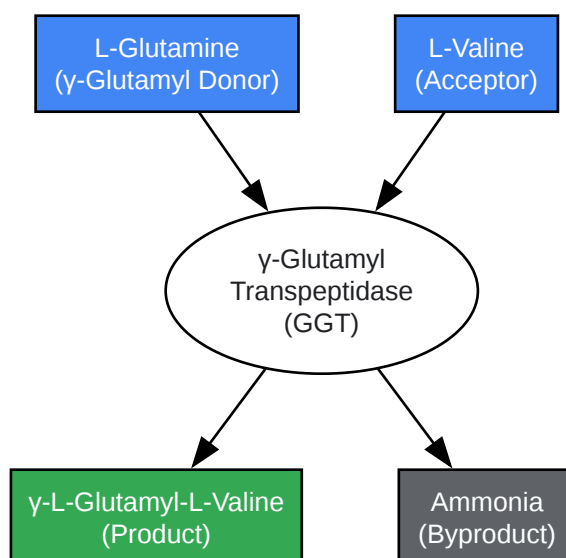 L-Glutamine
(γ-Glutamyl Donor)
L-Valine
(Acceptor)
γ-Glutamyl
Transpeptidase
(GGT)
γ-L-Glutamyl-L-Valine
(Product)
Ammonia
(Byproduct)